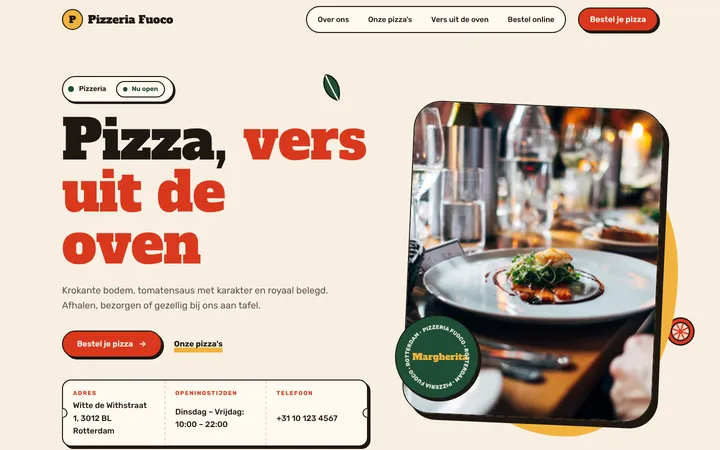 P Pizzeria Fuoco
Over ons Onze pizza's Vers uit de oven Bestel online
Bestel je pizza
Pizzeria Nu open
Pizza, vers
uit de
oven
Krokante bodem, tomatensaus met karakter en royaal belegd.
Afhalen, bezorgen of gezellig bij ons aan tafel.
Bestel je pizza → Onze pizza's
ADRES
Witte de Withstraat
1, 3012 BL
Rotterdam
OPENINGSTIJDEN
Dinsdag – Vrijdag:
10:00 – 22:00
TELEFOON
+31 10 123 4567
PIZZERIA FUOCO • ROTTERDAM • PIZZERIA FUOCO • ROTTERDAM •
Margherita